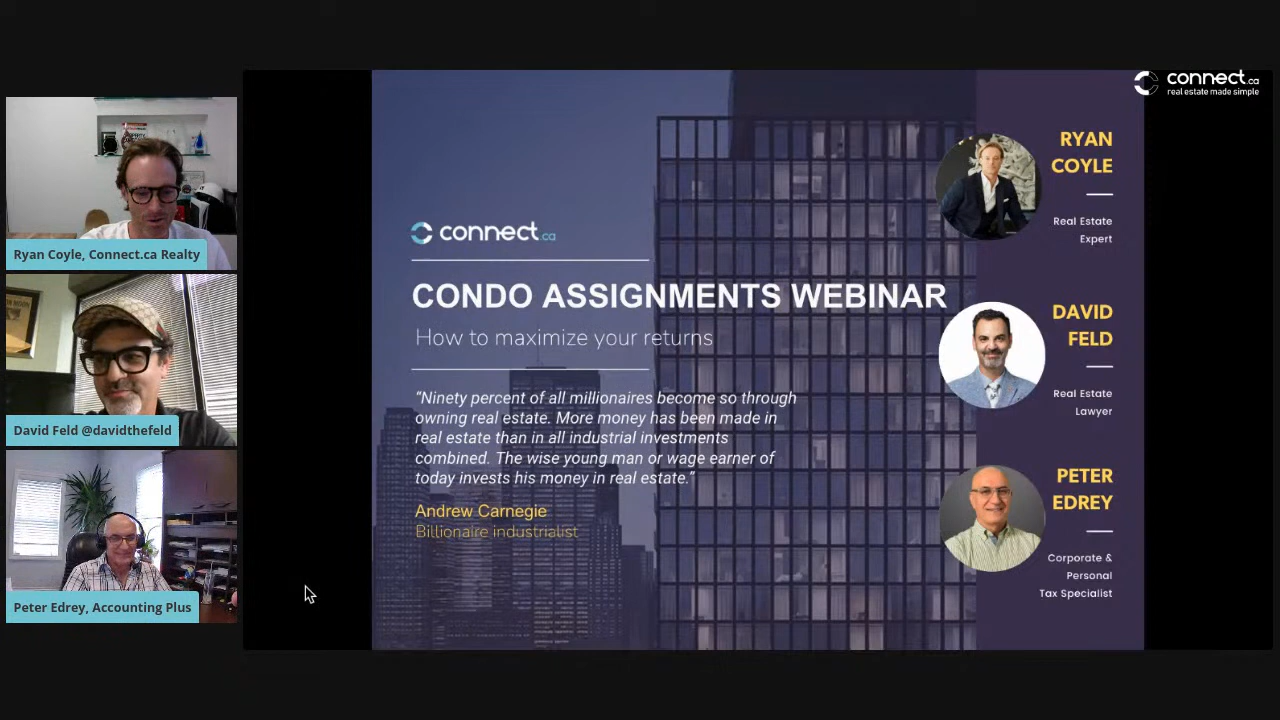 Ryan Coyle, Connect.ca Realty
David Feld @davidthefeld
Peter Edrey, Accounting Plus
connect.ca
real estate made simple
connect.ca
CONDO ASSIGNMENTS WEBINAR
How to maximize your returns
“Ninety percent of all millionaires become so through
owning real estate. More money has been made in
real estate than in all industrial investments
combined. The wise young man or wage earner of
today invests his money in real estate.”
Andrew Carnegie
Billionaire industrialist
RYAN
COYLE
Real Estate
Expert
DAVID
FELD
Real Estate
Lawyer
PETER
EDREY
Corporate &
Personal
Tax Specialist